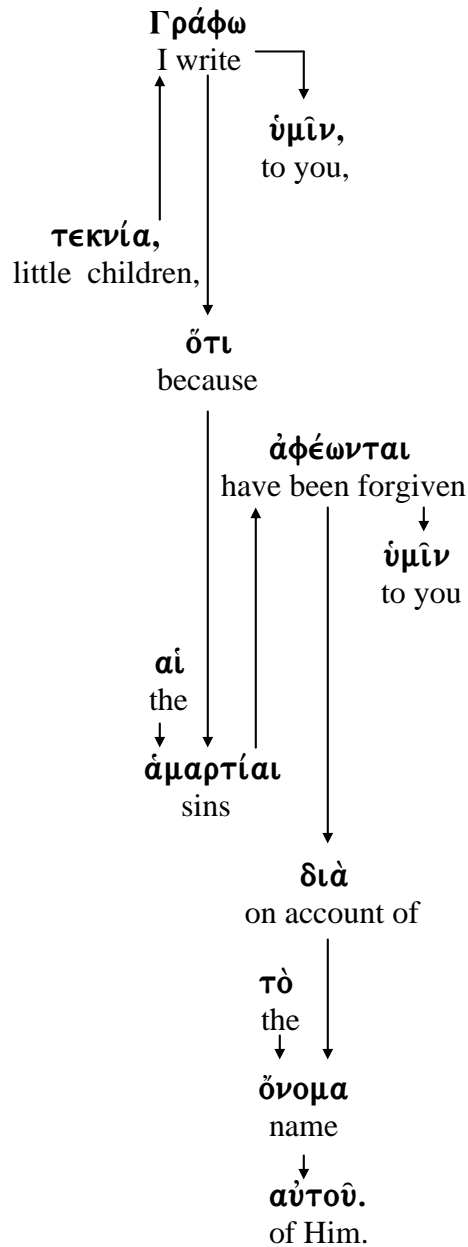 Γράφω
I write
ὑμῖν,
to you,
τεκνία,
little children,
ὅτι
because
ἀφέωνται
have been forgiven
ὑμῖν
to you
αἱ
the
ἁμαρτίαι
sins
διὰ
on account of
τὸ
the
ὄνομα
name
αὐτοῦ.
of Him.